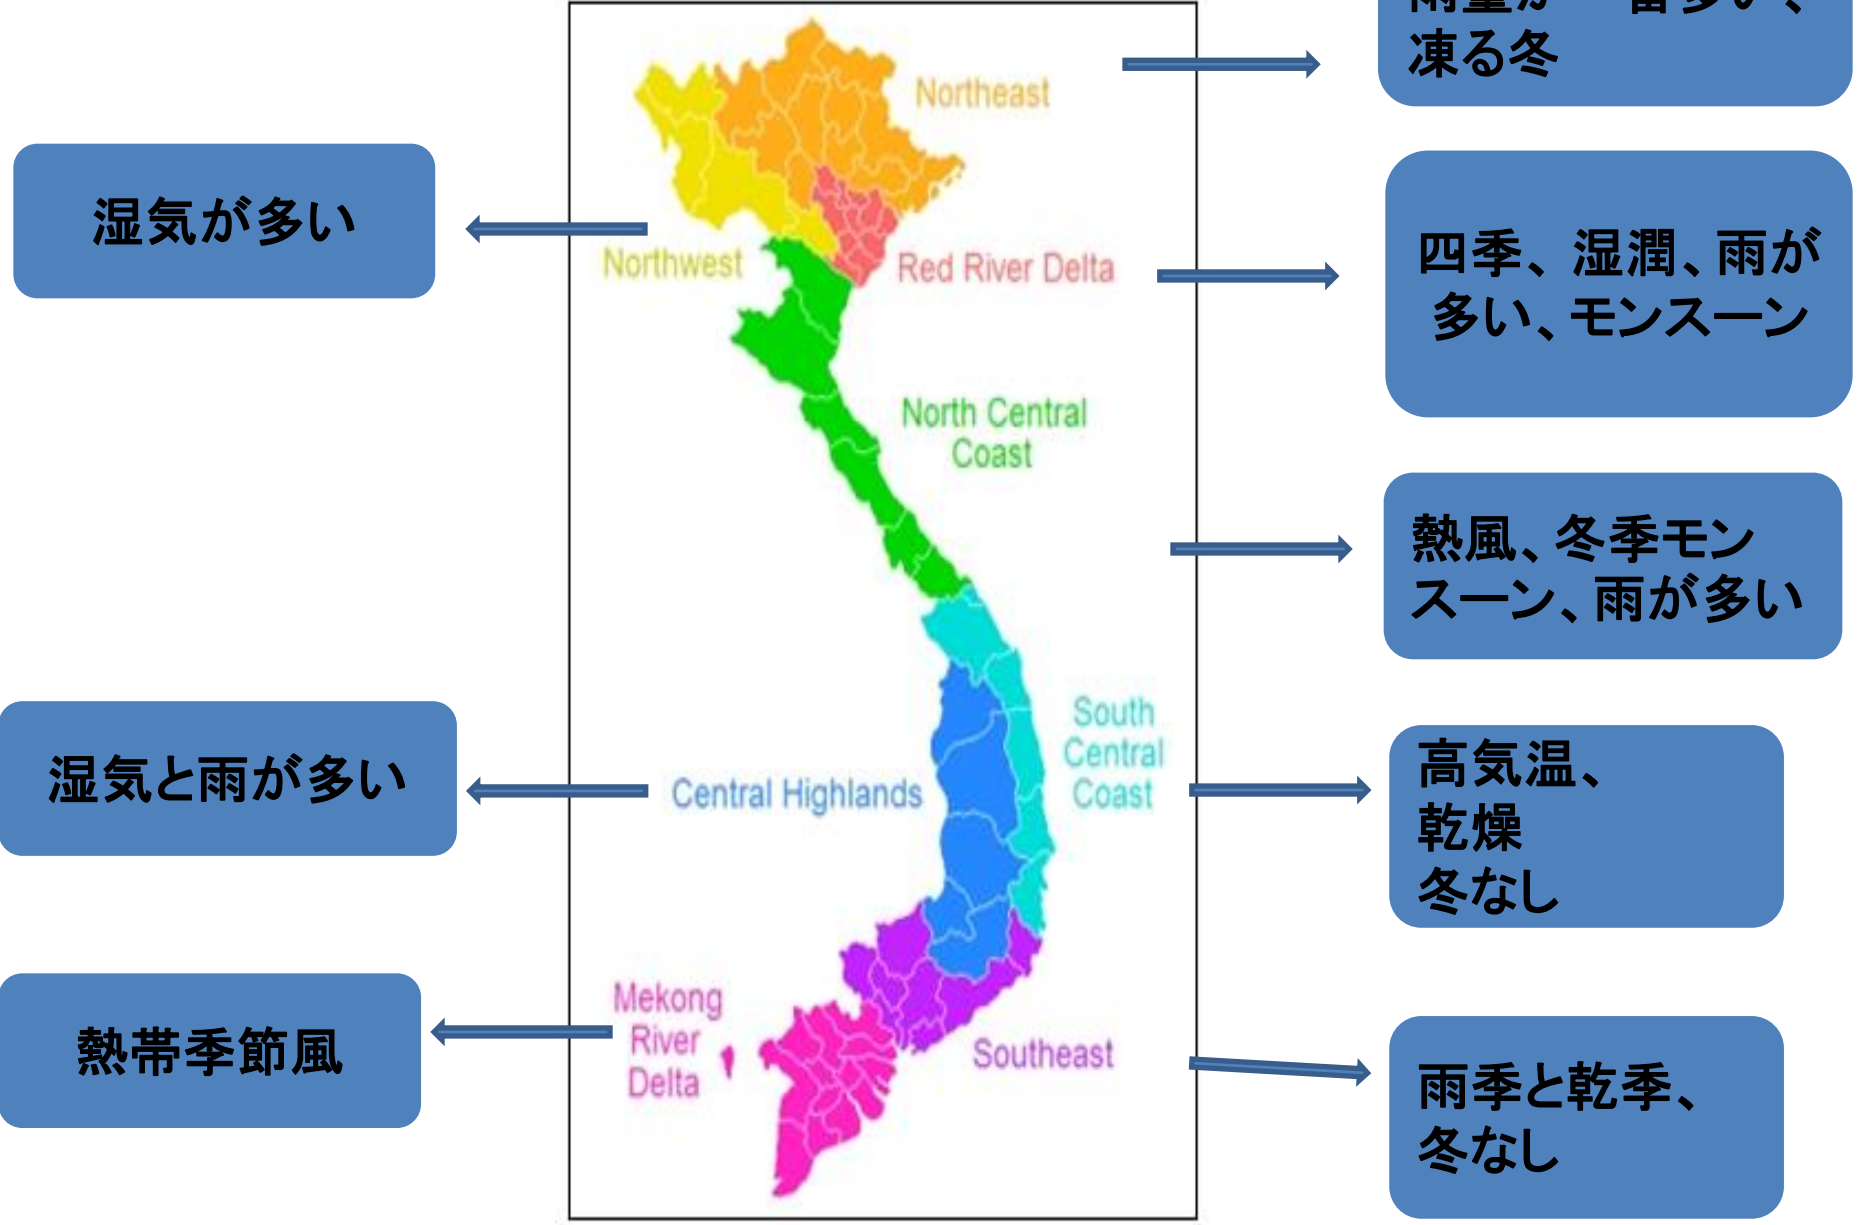 凍る冬
Northeast
湿気が多い
Northwest
Red River Delta
四季、湿潤、雨が
多い、モンスーン
North Central
Coast
熱風、冬季モン
スーン、雨が多い
South
Central
Coast
高気温、
乾燥
冬なし
Central Highlands
湿気と雨が多い
Mekong
River
Delta
熱帯季節風
Southeast
雨季と乾季、
冬なし